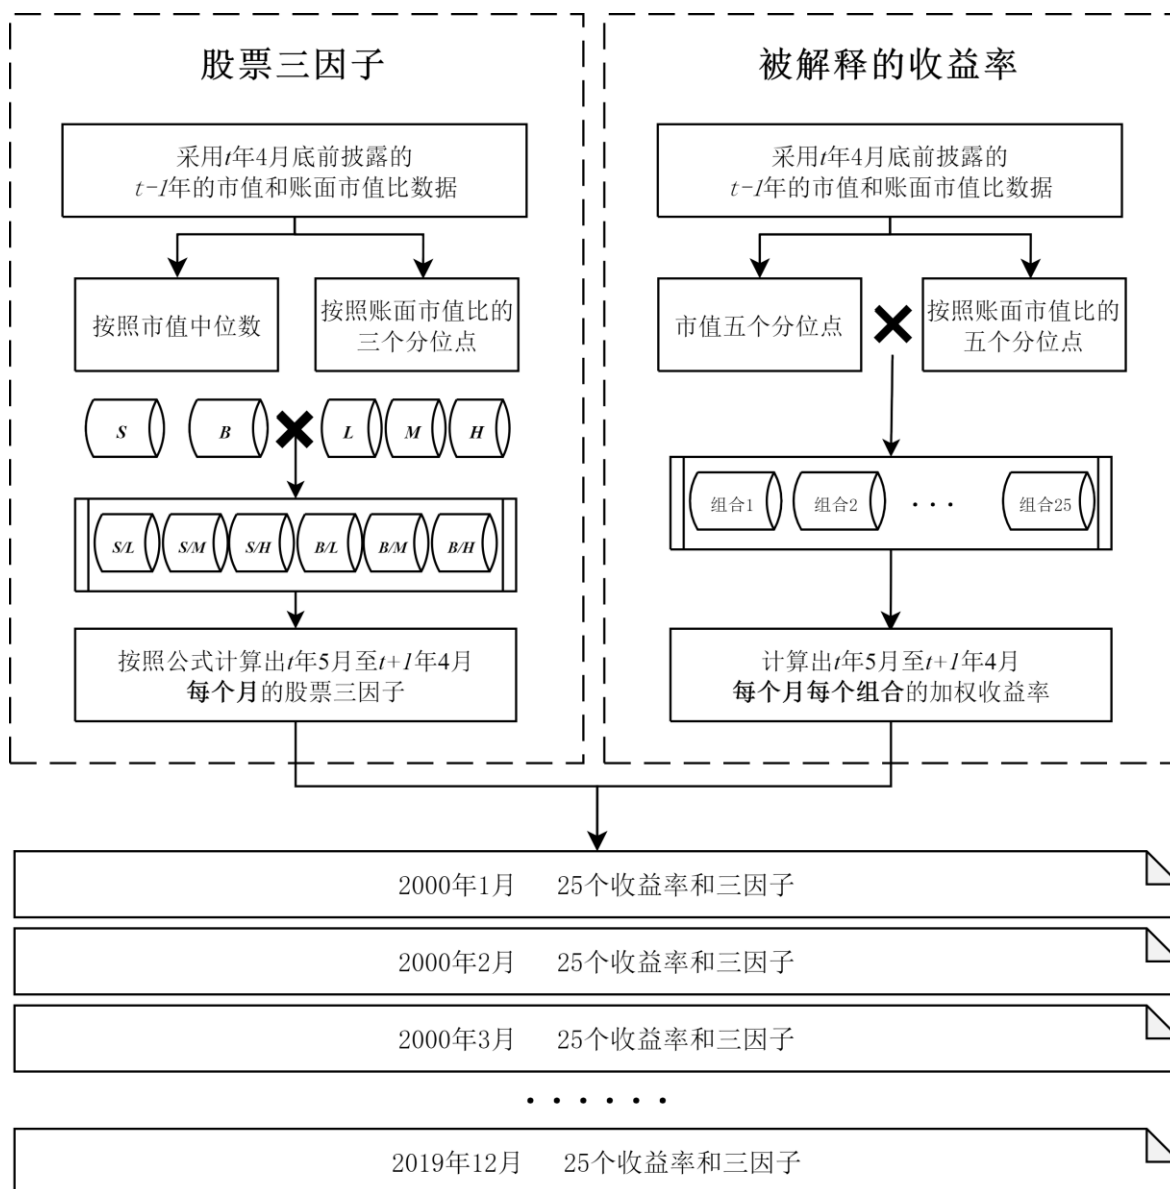 股票三因子
采用t年4月底前披露的
t-1年的市值和账面市值比数据
按照市值中位数
按照账面市值比的
三个分位点
S
B
L
M
H
S/L
S/M
S/H
B/L
B/M
B/H
按照公式计算出t年5月至t+1年4月
每个月的股票三因子
被解释的收益率
采用t年4月底前披露的
t-1年的市值和账面市值比数据
市值五个分位点
按照账面市值比的
五个分位点
组合1
组合2
···
组合25
计算出t年5月至t+1年4月
每个月每个组合的加权收益率
2000年1月 25个收益率和三因子
2000年2月 25个收益率和三因子
2000年3月 25个收益率和三因子
······
2019年12月 25个收益率和三因子